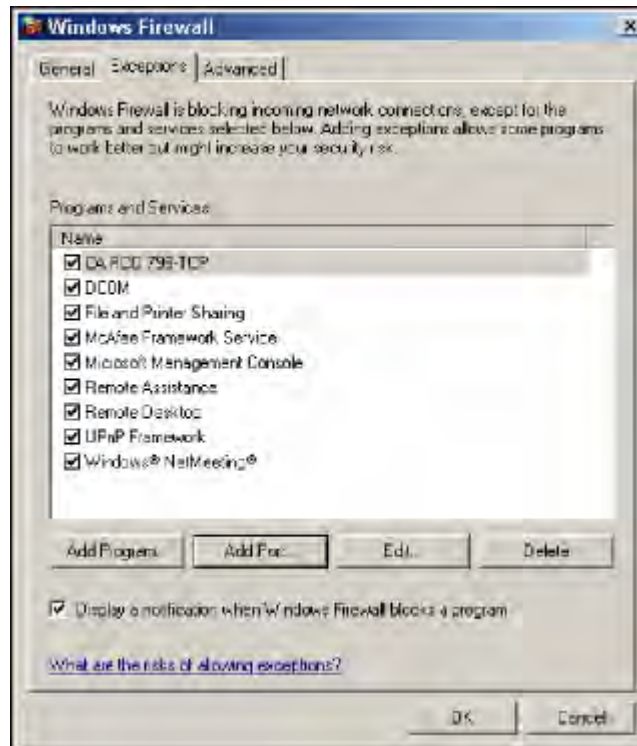 Windows Firewall
General Exceptions Advanced
Windows Firewall is blocking incoming network connections, except for the
programs and services selected below. Adding exceptions allows some programs
to work better but might increase your security risk.
Programs and Services
Name
DCOM
File and Printer Sharing
McAfee Framework Service
Microsoft Management Console
Remote Assistance
Remote Desktop
UPnP Framework
Windows® NetMeeting®
Add Program... Add Port... Edit... Delete
Display a notification when Windows Firewall blocks a program
What are the risks of allowing exceptions?
OK Cancel